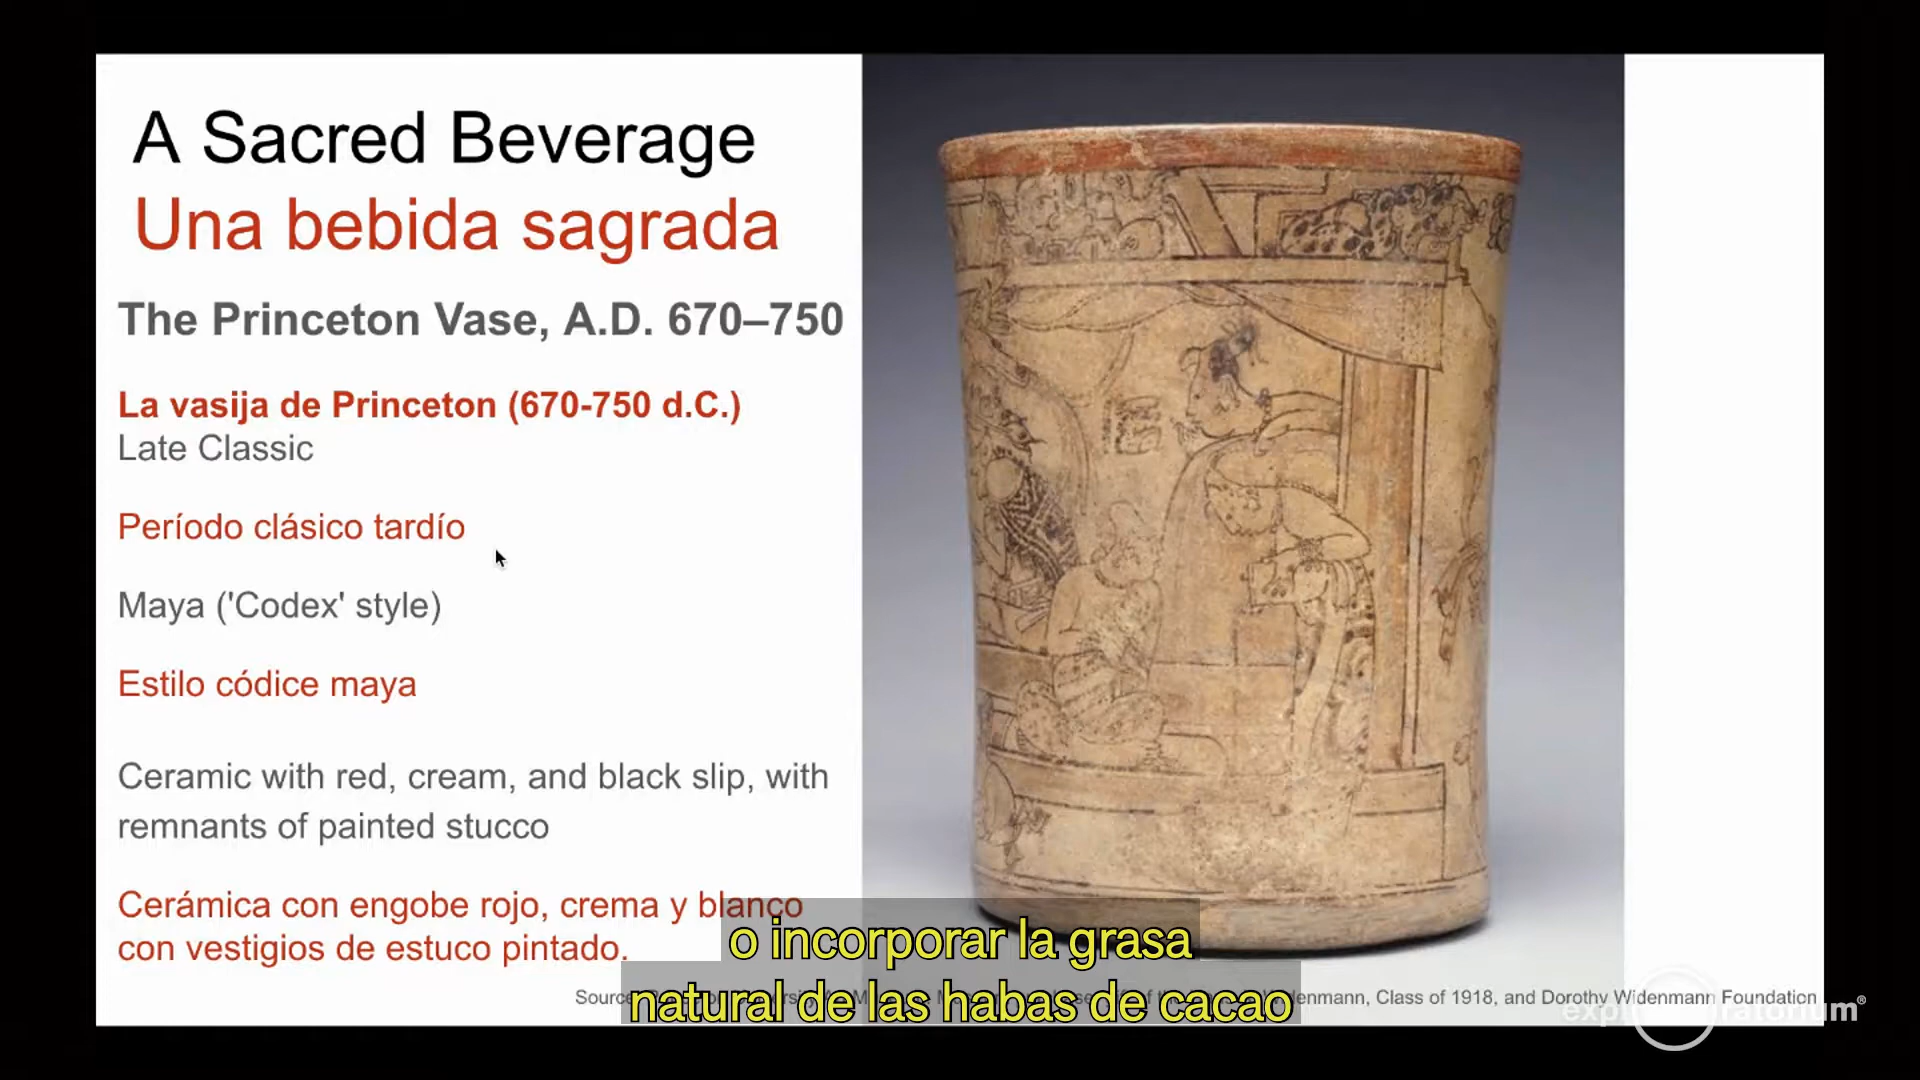 A Sacred Beverage
Una bebida sagrada
The Princeton Vase, A.D. 670–750
La vasija de Princeton (670-750 d.C.)
Late Classic
Período clásico tardío
Maya ('Codex' style)
Estilo códice maya
Ceramic with red, cream, and black slip, with
remnants of painted stucco
Cerámica con engobe rojo, crema y blanco
con vestigios de estuco pintado.
o incorporar la grasa
natural de las habas de cacao
Class of 1918, and Dorothy Widenmann Foundation